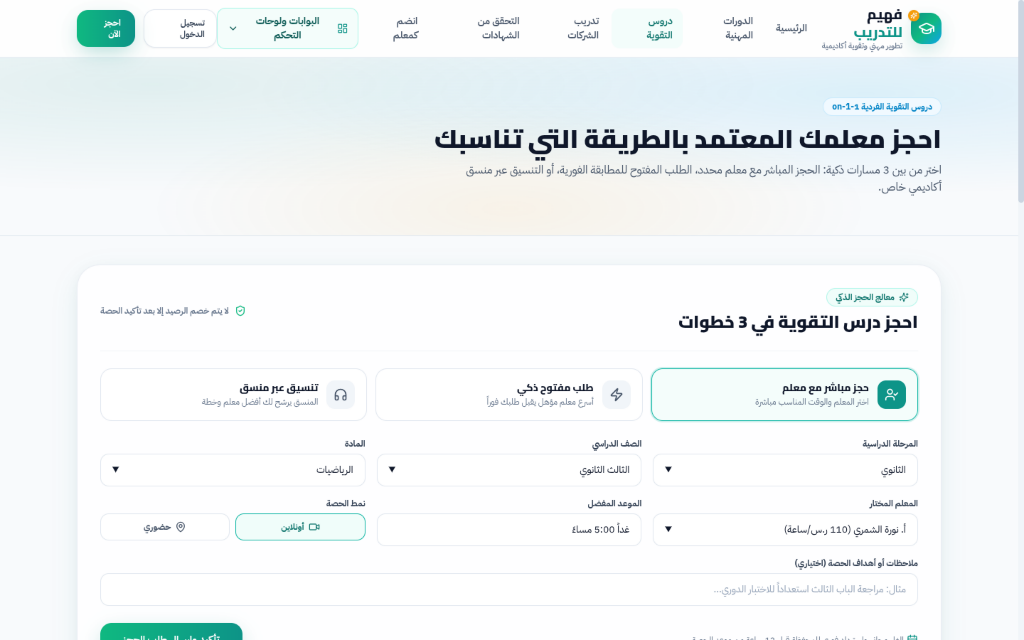 فهيم
للتدريب
تطوير مهني وتقوية أكاديمية
الرئيسية
الدورات
المهنية
دروس
التقوية
تدريب
الشركات
التحقق من
الشهادات
انضم
كمعلم
البوابات ولوحات
التحكم
تسجيل
الدخول
احجز
الآن
دروس التقوية الفردية 1-on-1
احجز معلمك المعتمد بالطريقة التي تناسبك
اختر من بين 3 مسارات ذكية: الحجز المباشر مع معلم محدد، الطلب المفتوح للمطابقة الفورية، أو التنسيق عبر منسق
أكاديمي خاص.
معالج الحجز الذكي
احجز درس التقوية في 3 خطوات
لا يتم خصم الرصيد إلا بعد تأكيد الحصة
حجز مباشر مع معلم
اختر المعلم والوقت المناسب مباشرة
طلب مفتوح ذكي
أسرع معلم مؤهل يقبل طلبك فوراً
تنسيق عبر منسق
المنسق يرشح لك أفضل معلم وخطة
المرحلة الدراسية
الصف الدراسي
المادة
الثانوي
الثالث الثانوي
الرياضيات
المعلم المختار
الموعد المفضل
نمط الحصة
أ. نورة الشمري (110 ر.س/ساعة)
غداً 5:00 مساءً
أونلاين
حضوري
ملاحظات أو أهداف الحصة (اختياري)
مثال: مراجعة الباب الثالث استعداداً للاختبار الدوري...